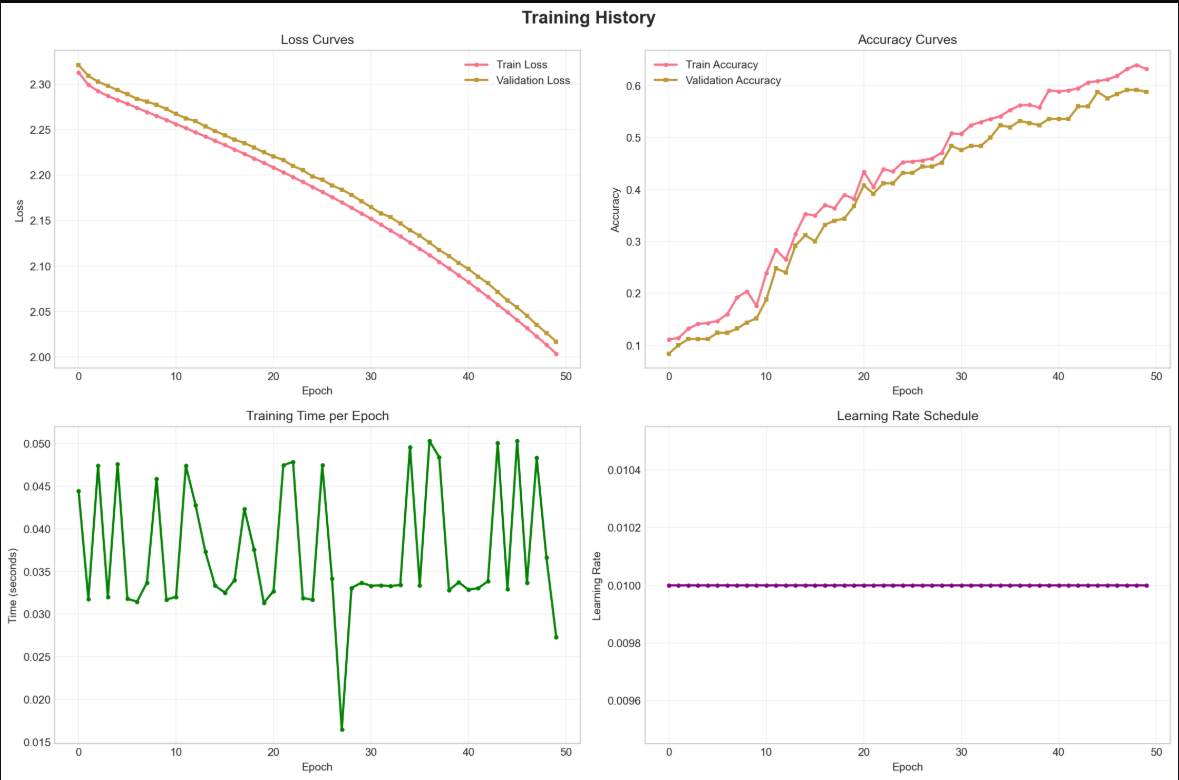 Training History
Loss Curves
Train Loss
Validation Loss
2.30
2.25
2.20
2.15
2.10
2.05
2.00
Loss
0 10 20 30 40 50
Epoch
Accuracy Curves
Train Accuracy
Validation Accuracy
0.6
0.5
0.4
0.3
0.2
0.1
Accuracy
0 10 20 30 40 50
Epoch
Training Time per Epoch
0.050
0.045
0.040
0.035
0.030
0.025
0.020
0.015
Time (seconds)
0 10 20 30 40 50
Epoch
Learning Rate Schedule
0.0104
0.0102
0.0100
0.0098
0.0096
Learning Rate
0 10 20 30 40 50
Epoch